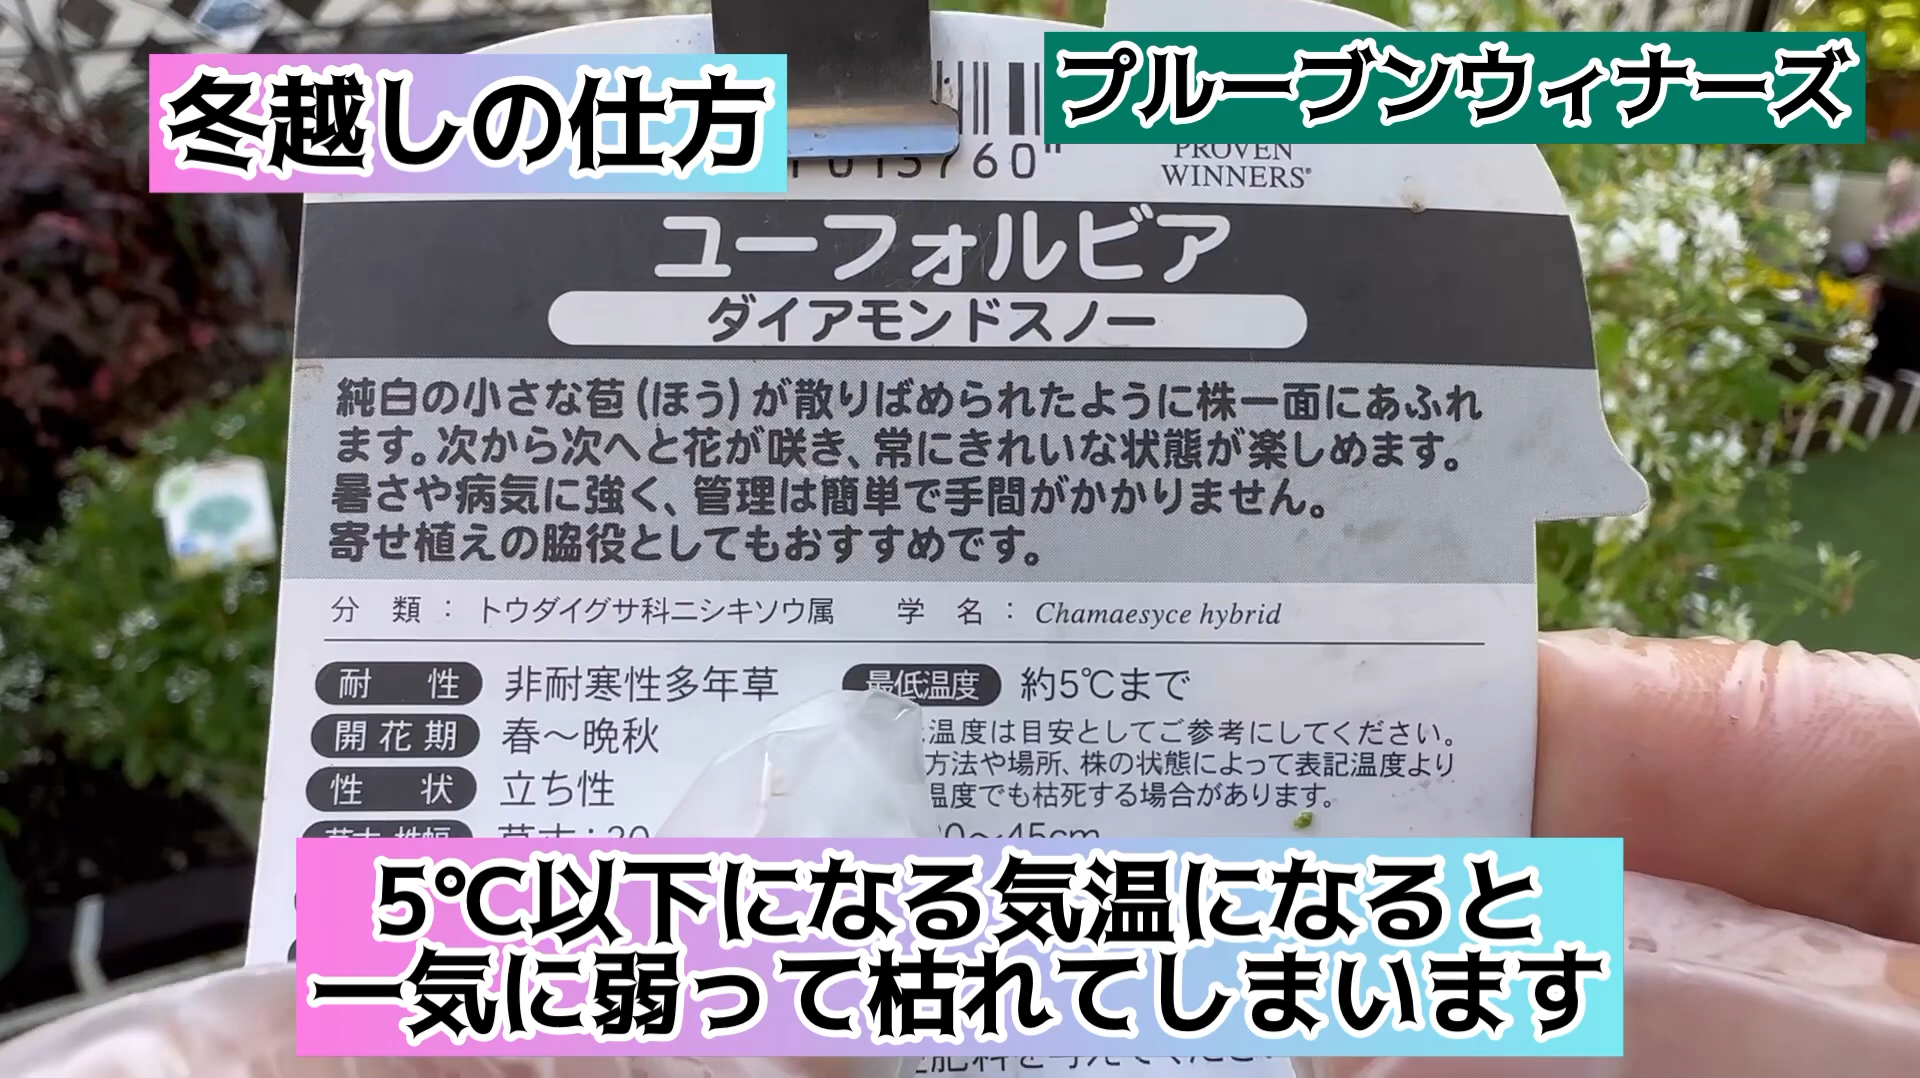 冬越しの仕方
プルーブンウィナーズ
PROVEN
WINNERS®
ユーフォルビア
ダイアモンドスノー
純白の小さな苞(ほう)が散りばめられたように株一面にあふれ
ます。次から次へと花が咲き、常にきれいな状態が楽しめます。
暑さや病気に強く、管理は簡単で手間がかかりません。
寄せ植えの脇役としてもおすすめです。
分類：トウダイグサ科ニシキソウ属 学名：Chamaesyce hybrid
耐性 非耐寒性多年草 最低温度 約5℃まで
開花期 春～晩秋
温度は目安としてご参考にしてください。
方法や場所、株の状態によって表記温度より
性状 立ち性
温度でも枯死する場合があります。
5℃以下になる気温になると
一気に弱って枯れてしまいます